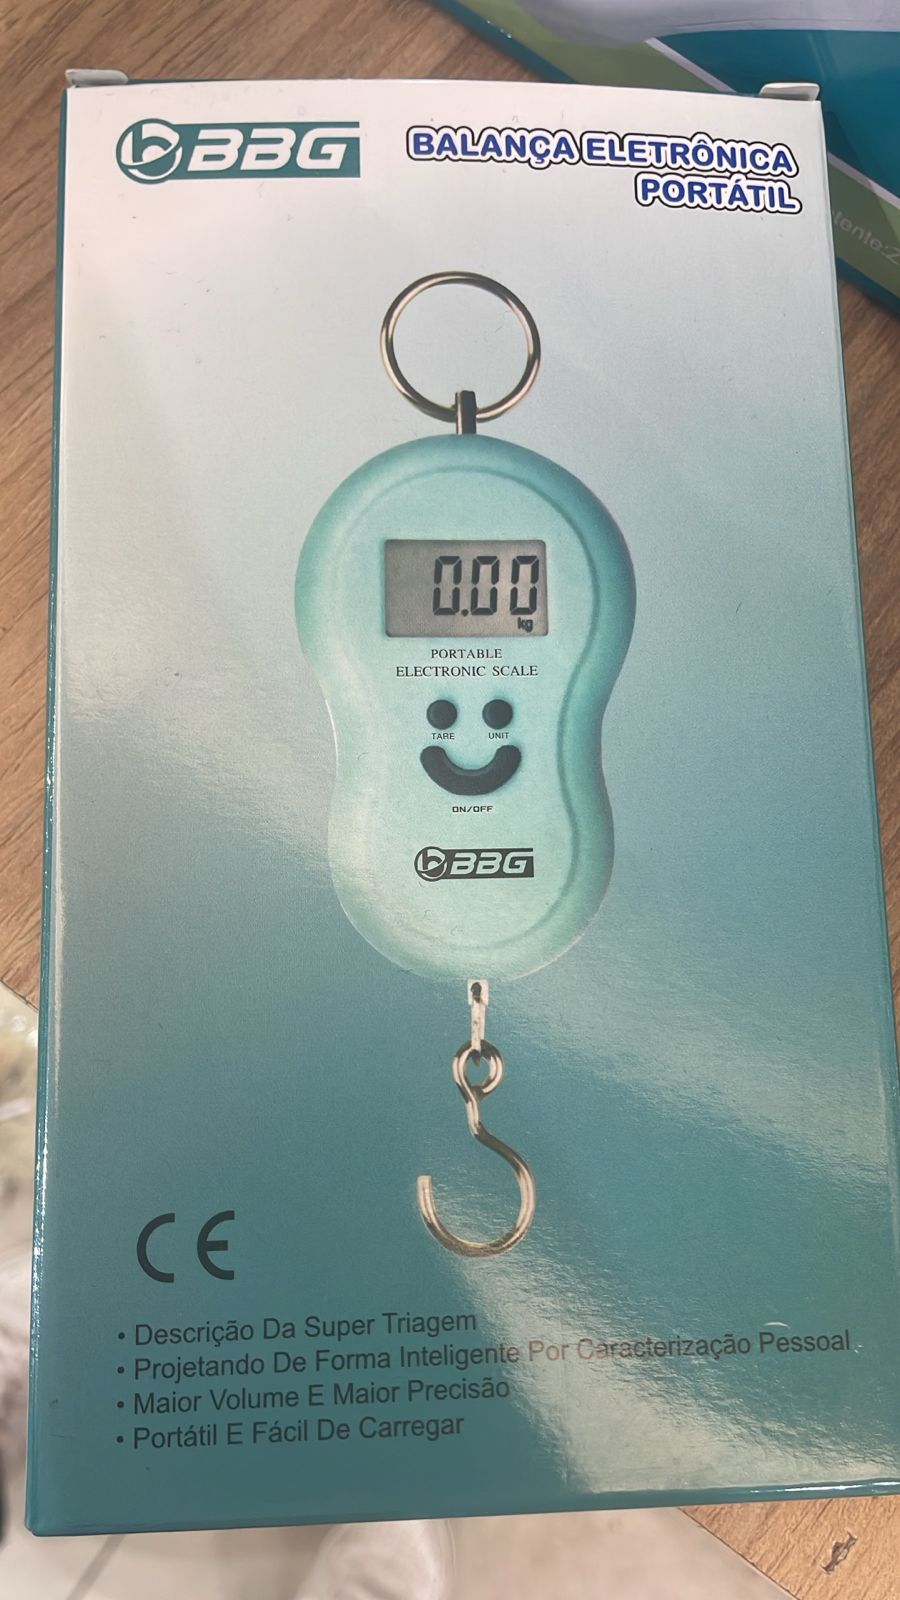 BBG
BALANÇA ELETRÔNICA
PORTÁTIL
0.00
kg
PORTABLE
ELECTRONIC SCALE
TARE UNIT
ON/OFF
BBG
CE
• Descrição Da Super Triagem
• Projetando De Forma Inteligente Por Caracterização Pessoal
• Maior Volume E Maior Precisão
• Portátil E Fácil De Carregar